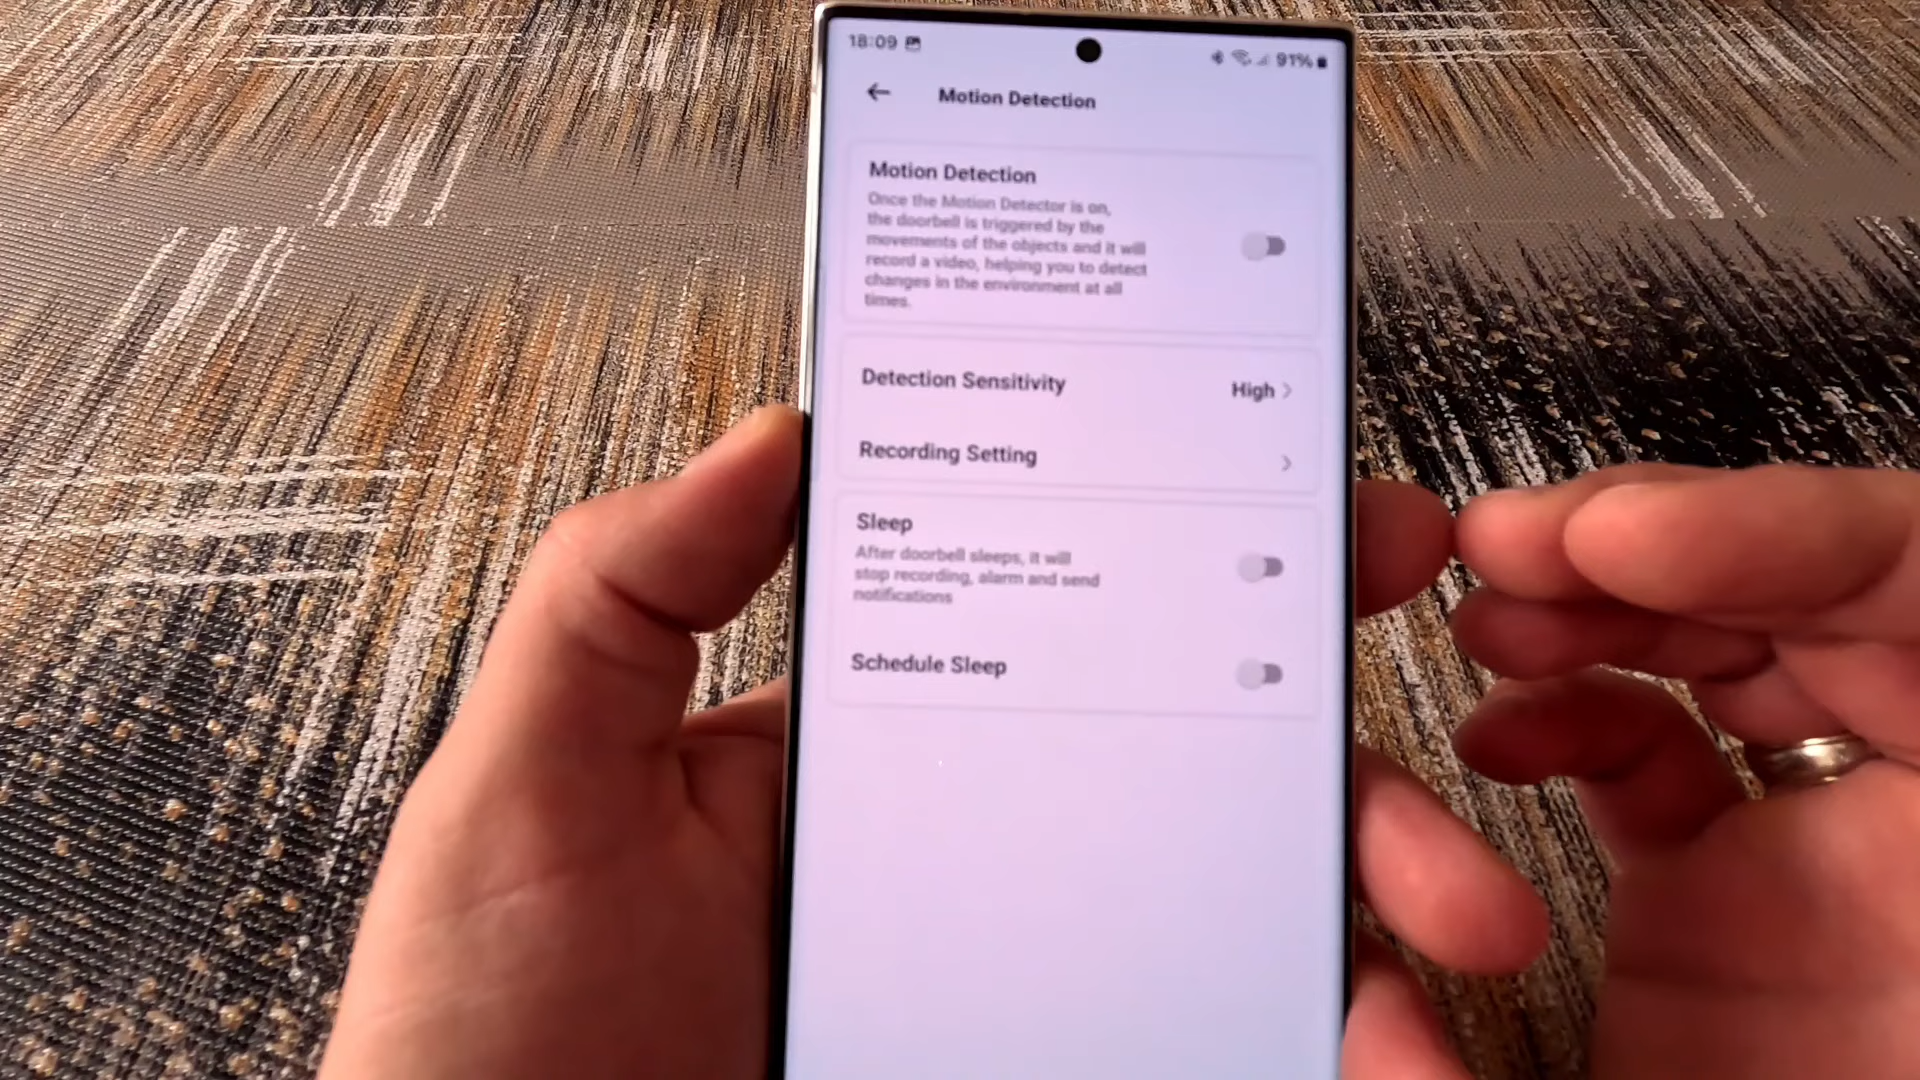 18:09
91%
Motion Detection
Motion Detection
Once the Motion Detector is on,
the doorbell is triggered by the
movements of the objects and it will
record a video, helping you to detect
changes in the environment at all
times.
Detection Sensitivity
High
Recording Setting
Sleep
After doorbell sleeps, it will
stop recording, alarm and send
notifications
Schedule Sleep